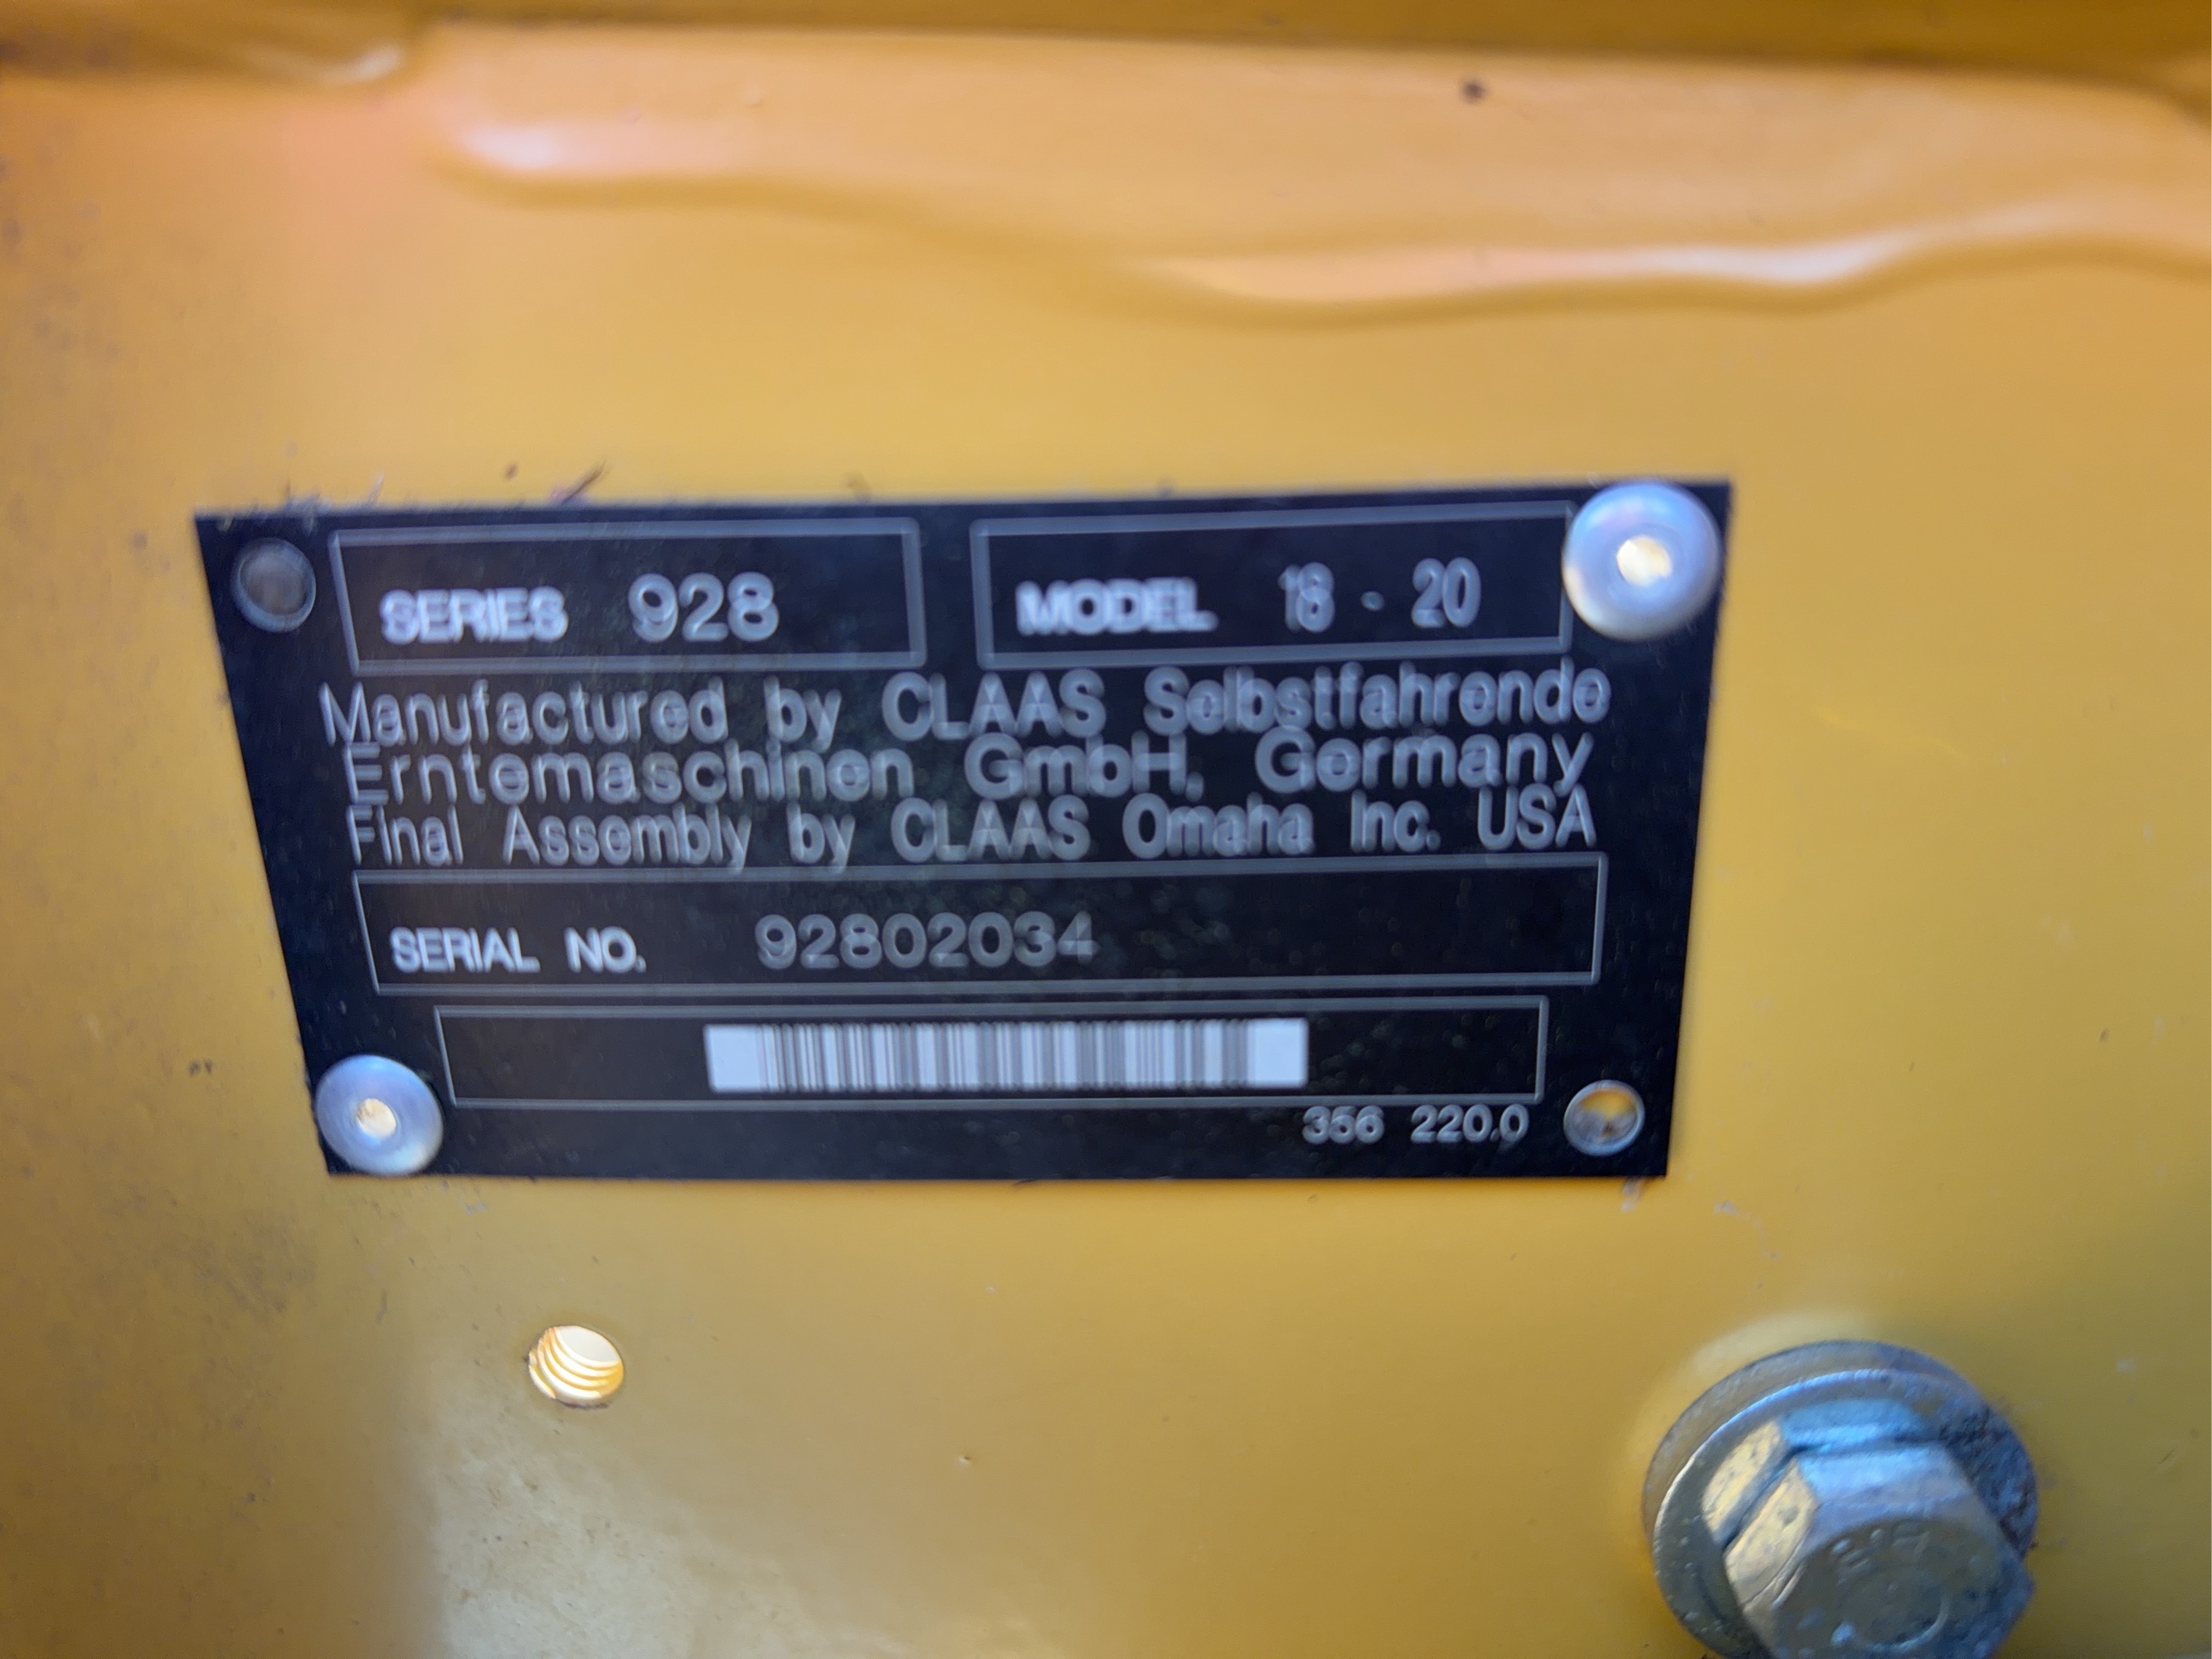 SERIES 928 MODEL 18 - 20
Manufactured by CLAAS Selbstfahrende
Erntemaschinen GmbH, Germany
Final Assembly by CLAAS Omaha Inc. USA
SERIAL NO. 92802034
356 220.0